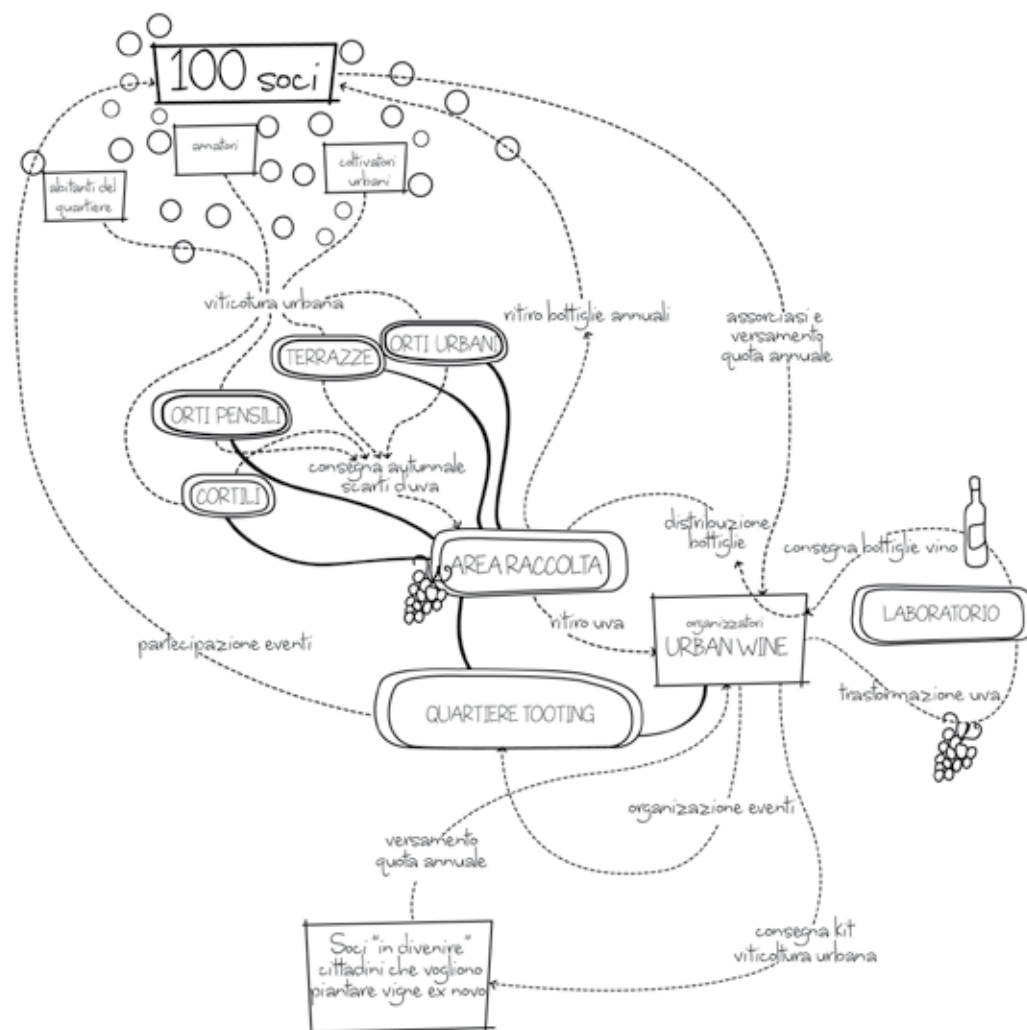 100 soci
amatori
coltivatori
urbani
abitanti del
quartiere
viticotura urbana
ORTI URBANI
TERRAZZE
ritiro bottiglie annuali
assorciasi e
versamento
quota annuale
ORTI PENSILI
consegna autunnale
scarti d'uva
CORTILI
distribuzione
bottiglie
consegna bottiglie vino
AREA RACCOLTA
LABORATORIO
ritiro uva
organizzatori
URBAN WINE
partecipazione eventi
trasformazione uva
QUARTIERE TOOTING
organizazione eventi
versamento
quota annuale
consegna kit
viticoltura urbana
Soci "in divenire"
cittadini che vogliono
piantare vigne ex novo